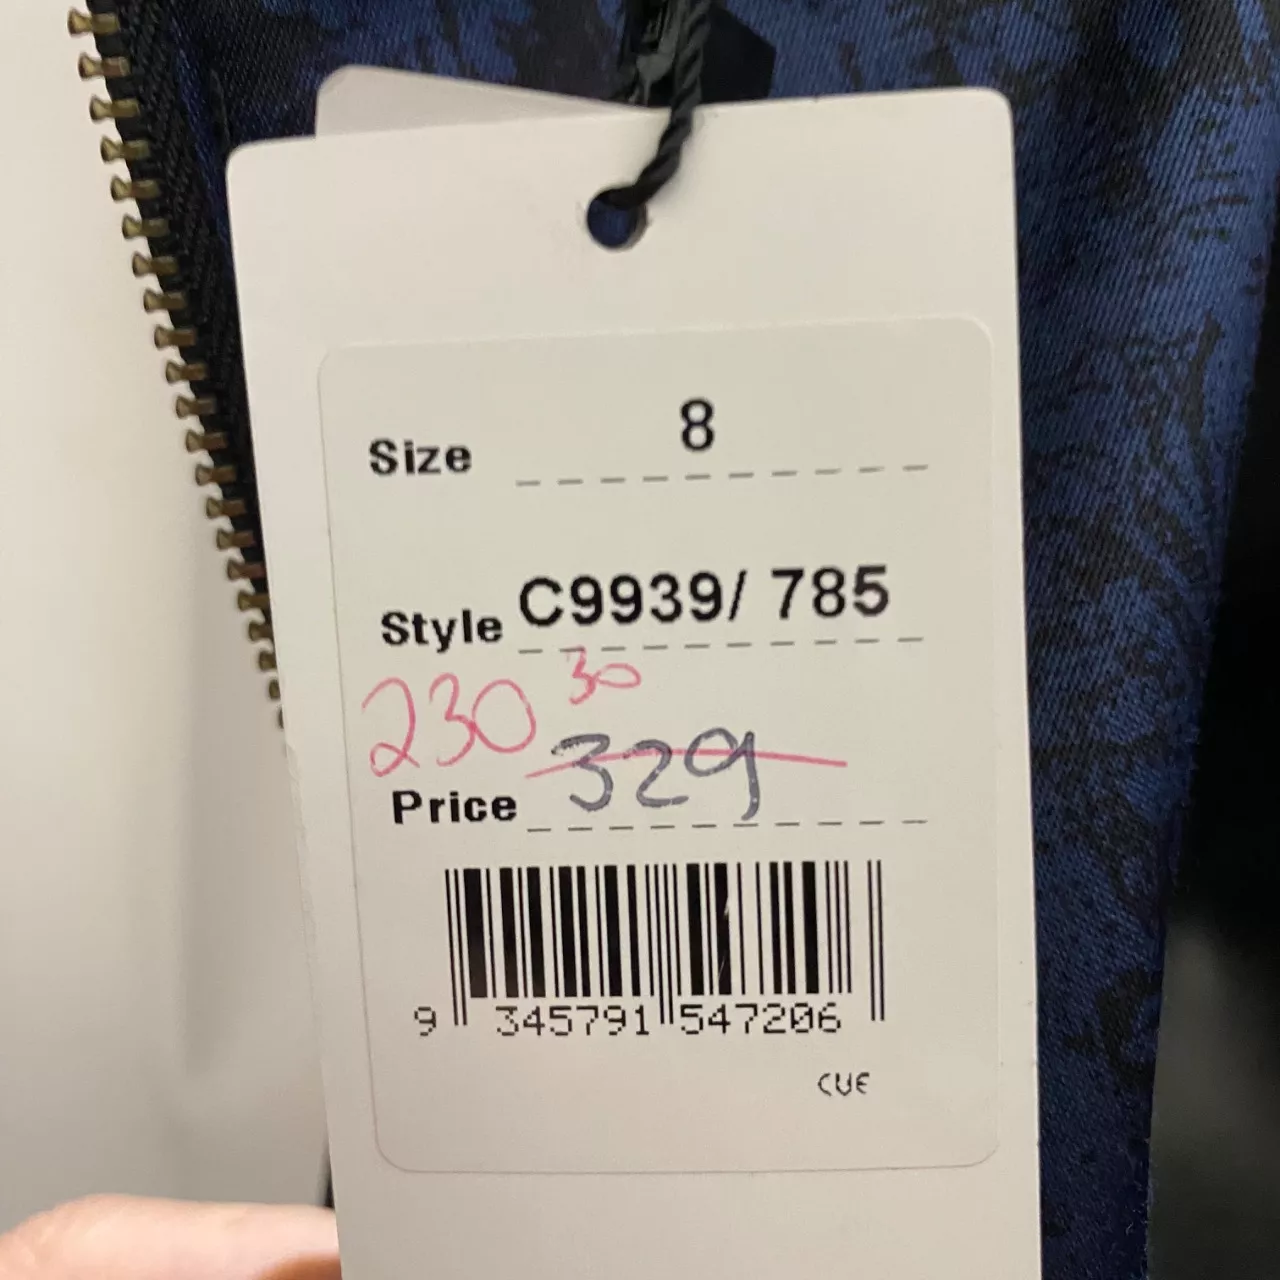 Size 8
Style C9939/ 785
230 30
Price 329
9 345791 547206
CUE